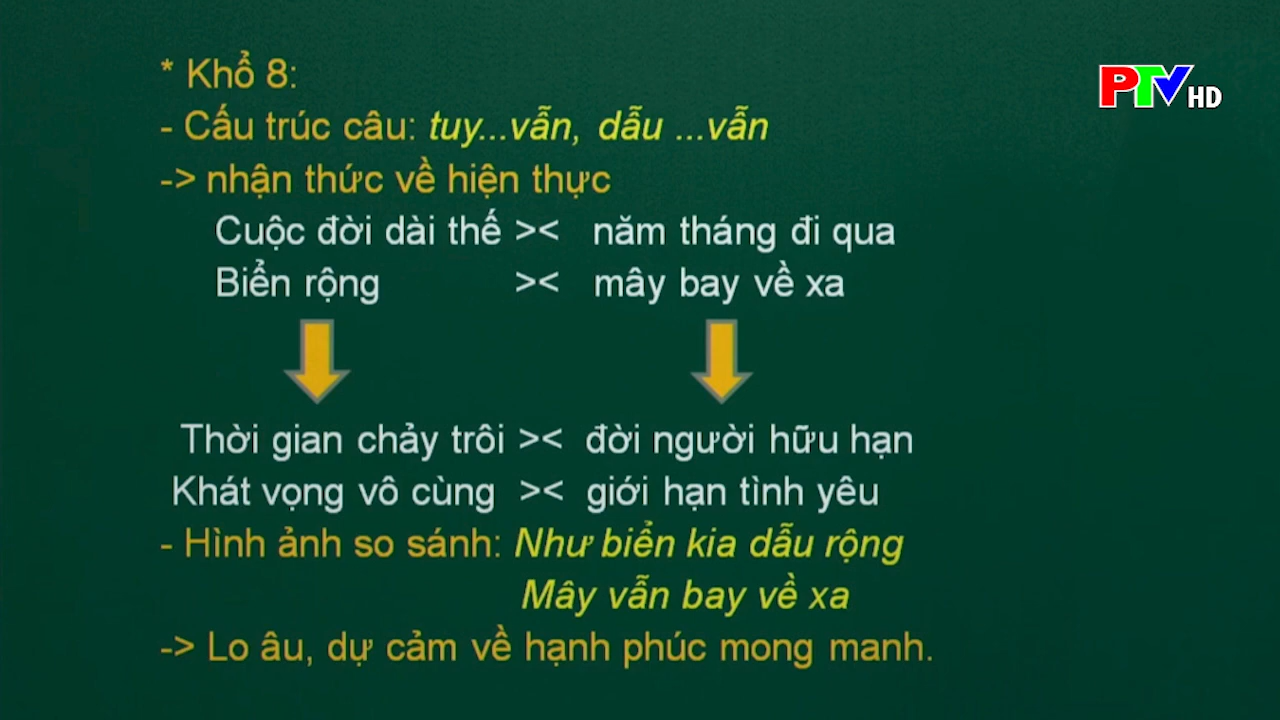 * Khổ 8:
PTV HD
- Cấu trúc câu: tuy...vẫn, dẫu ...vẫn
-> nhận thức về hiện thực
Cuộc đời dài thế >< năm tháng đi qua
Biển rộng >< mây bay về xa
Thời gian chảy trôi >< đời người hữu hạn
Khát vọng vô cùng >< giới hạn tình yêu
- Hình ảnh so sánh: Như biển kia dẫu rộng
Mây vẫn bay về xa
-> Lo âu, dự cảm về hạnh phúc mong manh.